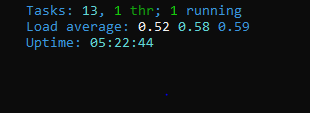 Tasks: 13, 1 thr; 1 running
Load average: 0.52 0.58 0.59
Uptime: 05:22:44